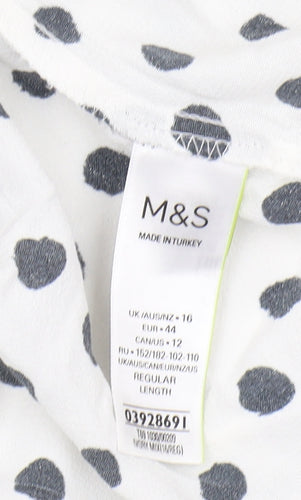 M&S
MADE IN TURKEY
UK/AUS/NZ • 16
EUR • 44
CAN/US • 12
RU • 152/182-102-110
UK/AUS/CAN/EUR/NZ/US
REGULAR
LENGTH
03928691